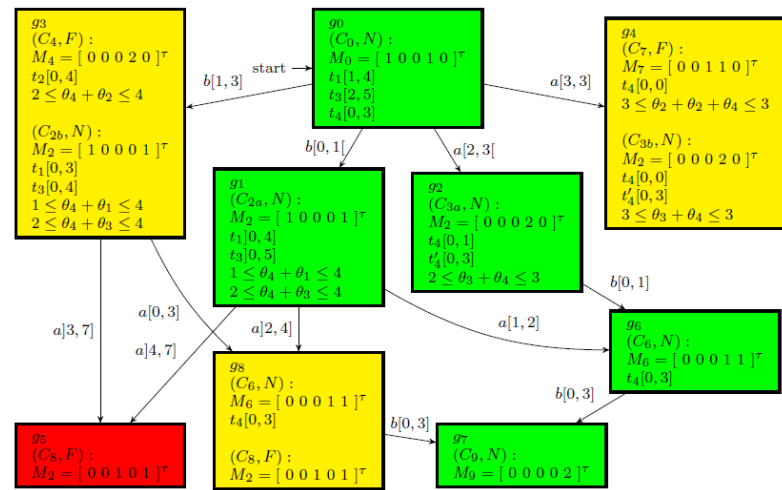 g₃
(C₄, F) :
M₄ = [ 0 0 0 2 0 ]^τ
t₂[0, 4]
2 ≤ θ₄ + θ₂ ≤ 4
(C₂b, N) :
M₂ = [ 1 0 0 0 1 ]^τ
t₁[0, 3]
t₃[0, 4]
1 ≤ θ₄ + θ₁ ≤ 4
2 ≤ θ₄ + θ₃ ≤ 4
b[1, 3]
start
g₀
(C₀, N) :
M₀ = [ 1 0 0 1 0 ]^τ
t₁[1, 4]
t₃[2, 5]
t₄[0, 3]
a[3, 3]
g₄
(C₇, F) :
M₇ = [ 0 0 1 1 0 ]^τ
t₄[0, 0]
3 ≤ θ₂ + θ₂ + θ₄ ≤ 3
(C₃b, N) :
M₂ = [ 0 0 0 2 0 ]^τ
t₄[0, 0]
t′₄[0, 3]
3 ≤ θ₃ + θ₄ ≤ 3
b[0, 1[
a[2, 3[
g₁
(C₂a, N) :
M₂ = [ 1 0 0 0 1 ]^τ
t₁]0, 4]
t₃]0, 5]
1 ≤ θ₄ + θ₁ ≤ 4
2 ≤ θ₄ + θ₃ ≤ 4
g₂
(C₃a, N) :
M₂ = [ 0 0 0 2 0 ]^τ
t₄]0, 1]
t′₄[0, 3]
2 ≤ θ₃ + θ₄ ≤ 3
b[0, 1]
a]3, 7]
a[0, 3]
a]4, 7]
a]2, 4]
a[1, 2]
g₆
(C₆, N) :
M₆ = [ 0 0 0 1 1 ]^τ
t₄[0, 3]
b[0, 3]
g₈
(C₆, N) :
M₆ = [ 0 0 0 1 1 ]^τ
t₄[0, 3]
(C₈, F) :
M₂ = [ 0 0 1 0 1 ]^τ
b[0, 3]
g₅
(C₈, F) :
M₂ = [ 0 0 1 0 1 ]^τ
g₇
(C₉, N) :
M₉ = [ 0 0 0 0 2 ]^τ